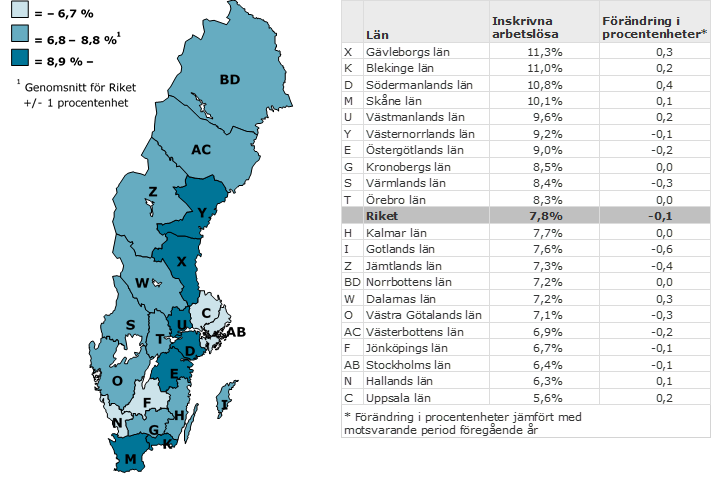 = – 6,7 %
= 6,8 – 8,8 %¹
= 8,9 % –
¹ Genomsnitt för Riket
+/- 1 procentenhet
BD
AC
Z
Y
X
W
C
S
U
AB
T
D
O
E
F
I
N
H
G
K
M
Län Inskrivna arbetslösa Förändring i procentenheter*
X Gävleborgs län 11,3% 0,3
K Blekinge län 11,0% 0,2
D Södermanlands län 10,8% 0,4
M Skåne län 10,1% 0,1
U Västmanlands län 9,6% 0,2
Y Västernorrlands län 9,2% -0,1
E Östergötlands län 9,0% -0,2
G Kronobergs län 8,5% 0,0
S Värmlands län 8,4% -0,3
T Örebro län 8,3% 0,0
Riket 7,8% -0,1
H Kalmar län 7,7% 0,0
I Gotlands län 7,6% -0,6
Z Jämtlands län 7,3% -0,4
BD Norrbottens län 7,2% 0,0
W Dalarnas län 7,2% 0,3
O Västra Götalands län 7,1% -0,3
AC Västerbottens län 6,9% -0,2
F Jönköpings län 6,7% -0,1
AB Stockholms län 6,4% -0,1
N Hallands län 6,3% 0,1
C Uppsala län 5,6% 0,2
* Förändring i procentenheter jämfört med
motsvarande period föregående år